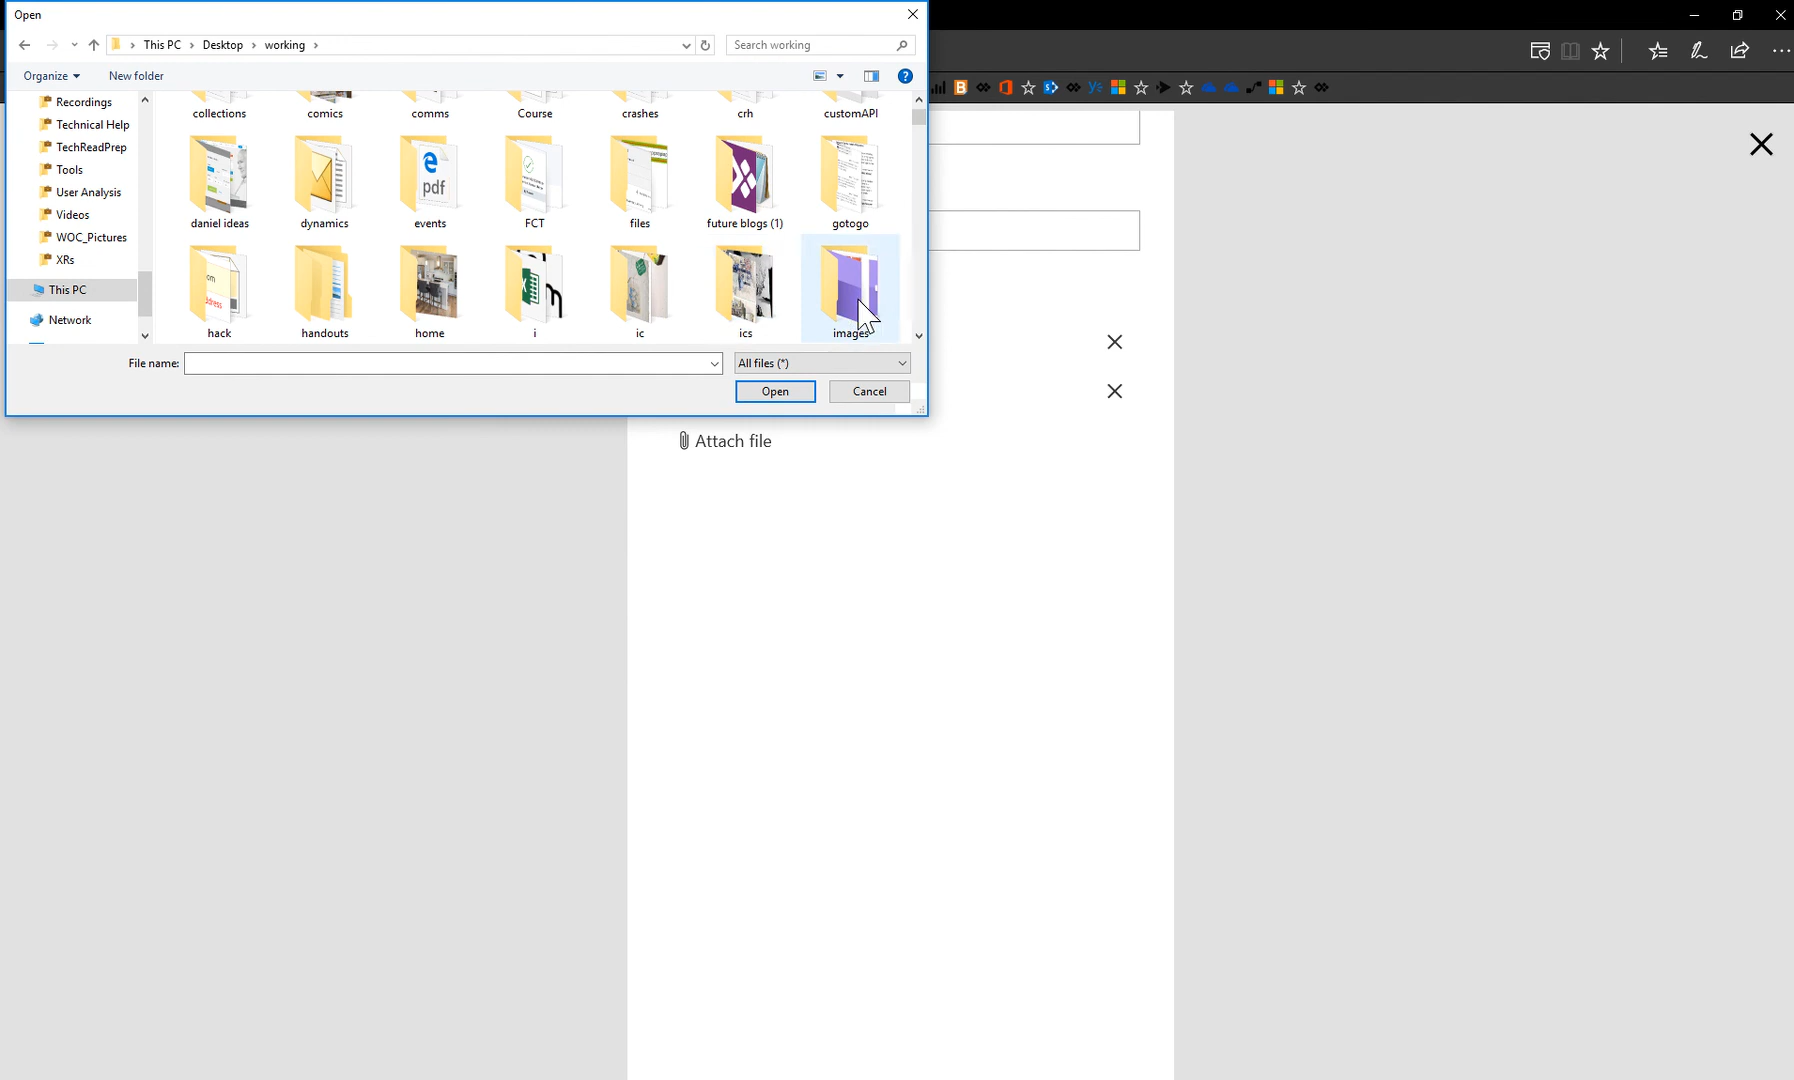 Open
This PC > Desktop > working >
Search working
Organize
New folder
Recordings
Technical Help
TechReadPrep
Tools
User Analysis
Videos
WOC_Pictures
XRs
This PC
Network
collections
comics
comms
Course
crashes
crh
customAPI
daniel ideas
dynamics
events
FCT
files
future blogs (1)
gotogo
hack
handouts
home
i
ic
ics
images
File name:
All files (*)
Open
Cancel
Attach file